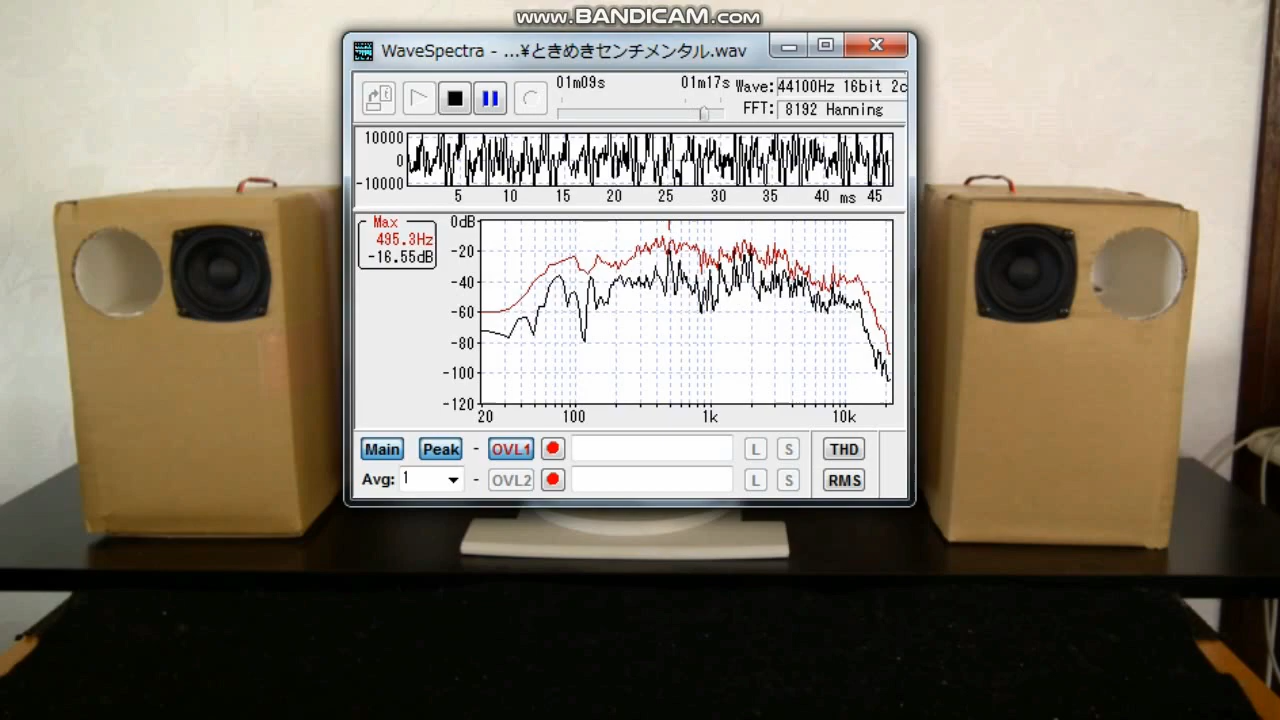 www.BANDICAM.com
WaveSpectra - ...¥ときめきセンチメンタル.wav
01m09s 01m17s Wave: 44100Hz 16bit 2c
FFT: 8192 Hanning
10000
0
-10000
5 10 15 20 25 30 35 40 ms 45
Max
495.3Hz
-16.55dB
0dB
-20
-40
-60
-80
-100
-120
20 100 1k 10k
Main Peak - OVL1 L S THD
Avg: 1 - OVL2 L S RMS